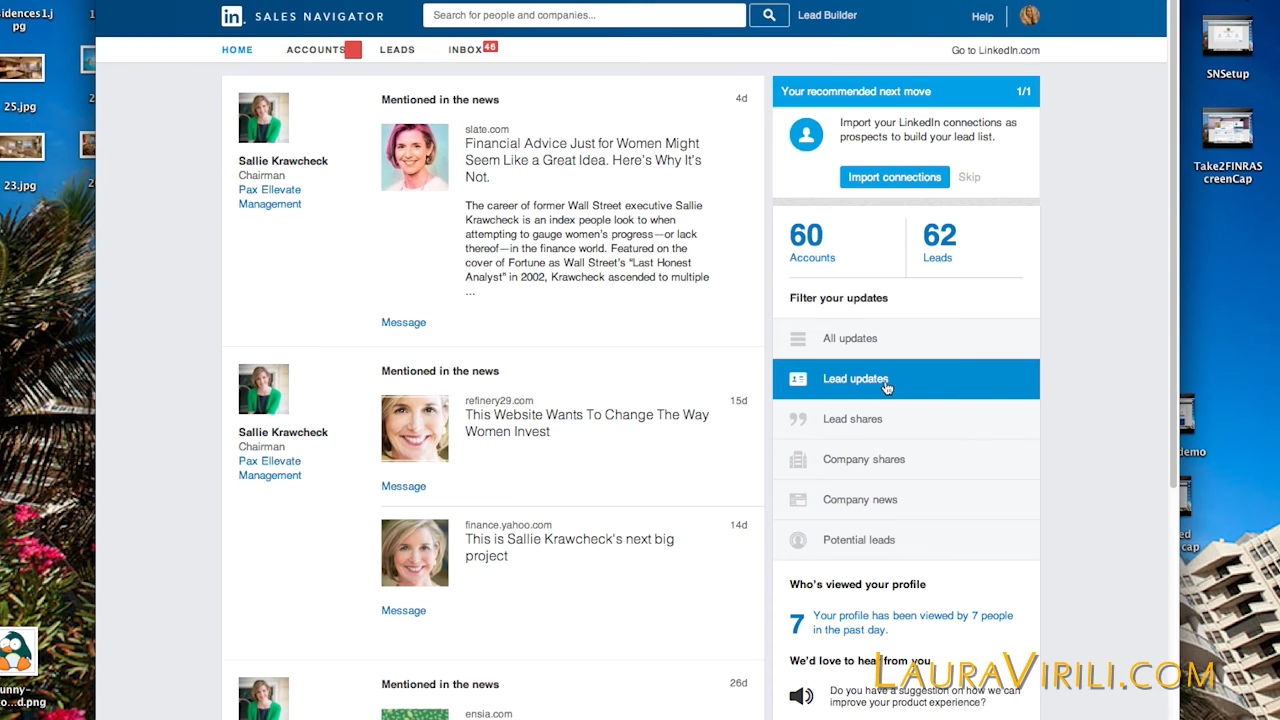 idences1.j
pg
in. SALES NAVIGATOR
Search for people and companies...
Lead Builder
Help
HOME
ACCOUNTS
LEADS
INBOX 46
Go to LinkedIn.com
SNSetup
25.jpg
23.jpg
Take2FINRAS
creenCap
Sallie Krawcheck
Chairman
Pax Ellevate
Management
Mentioned in the news
4d
slate.com
Financial Advice Just for Women Might
Seem Like a Great Idea. Here's Why It's
Not.
The career of former Wall Street executive Sallie
Krawcheck is an index people look to when
attempting to gauge women's progress—or lack
thereof—in the finance world. Featured on the
cover of Fortune as Wall Street's "Last Honest
Analyst" in 2002, Krawcheck ascended to multiple
...
Message
Sallie Krawcheck
Chairman
Pax Ellevate
Management
Mentioned in the news
refinery29.com
15d
This Website Wants To Change The Way
Women Invest
Message
finance.yahoo.com
14d
This is Sallie Krawcheck's next big
project
Message
Mentioned in the news
26d
ensia.com
Your recommended next move
1/1
Import your LinkedIn connections as
prospects to build your lead list.
Import connections
Skip
60
Accounts
62
Leads
Filter your updates
All updates
Lead updates
Lead shares
Company shares
Company news
Potential leads
Who's viewed your profile
7
Your profile has been viewed by 7 people
in the past day.
We'd love to hear from you
Do you have a suggestion on how we can
improve your product experience?
demo
ed
cap
unny-
o...d.png
LAURAVIRILI.COM